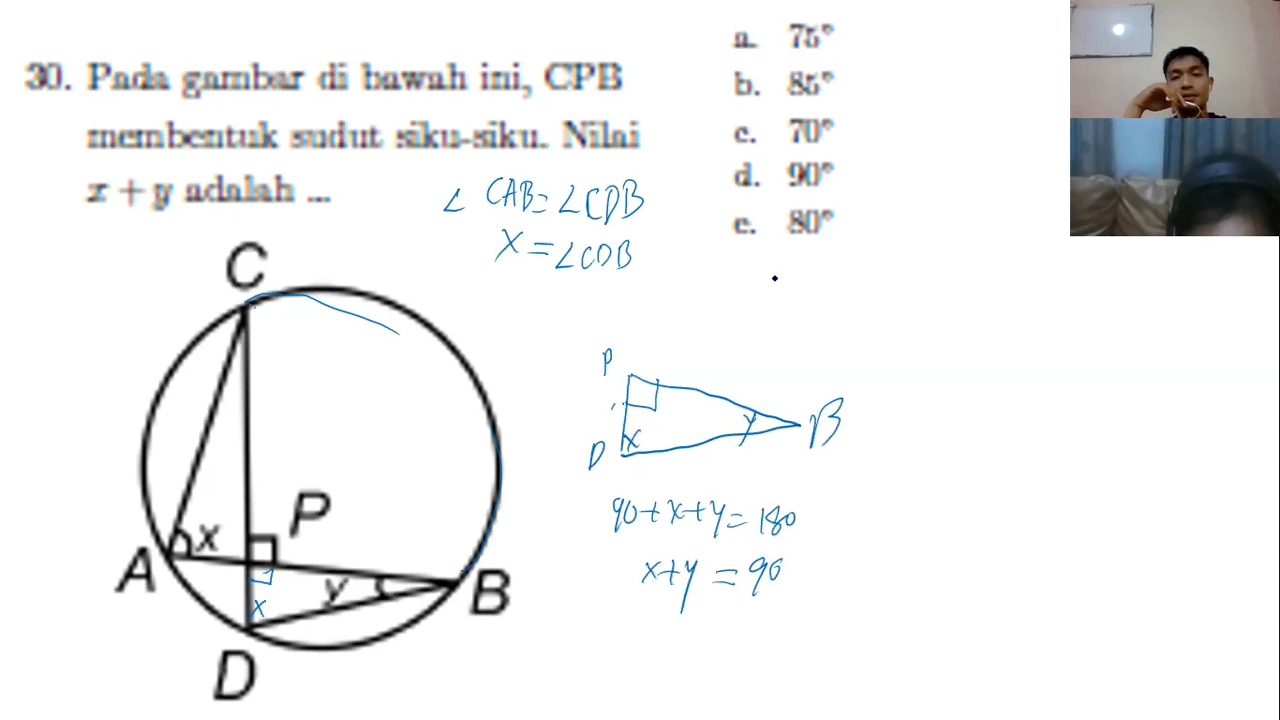 30. Pada gambar di bawah ini, CPB
membentuk sudut siku-siku. Nilai
x + y adalah ...
a. 75°
b. 85°
c. 70°
d. 90°
e. 80°
∠ CAB = ∠CDB
x = ∠CDB
C
P
x
A
y
B
x
D
P
D
x
y
B
90+x+y = 180
x+y = 90